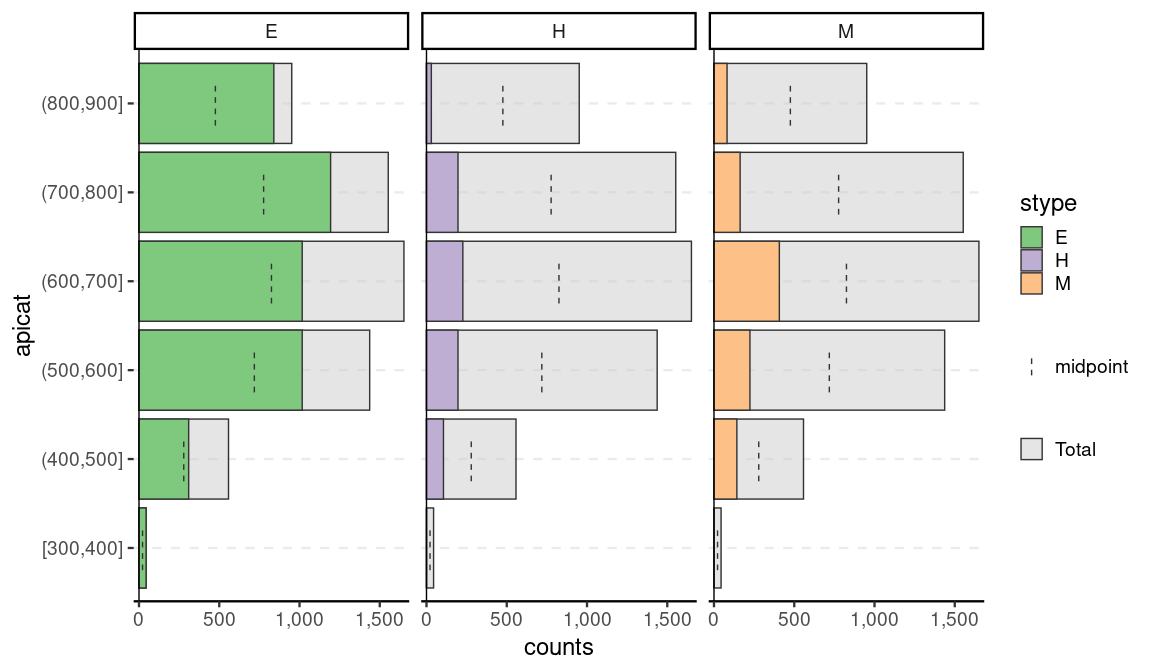 E H M
(800,900]
(700,800]
(600,700]
(500,600]
(400,500]
[300,400]
apicat
0 500 1,000 1,500 0 500 1,000 1,500 0 500 1,000 1,500
counts
stype
E
H
M
midpoint
Total